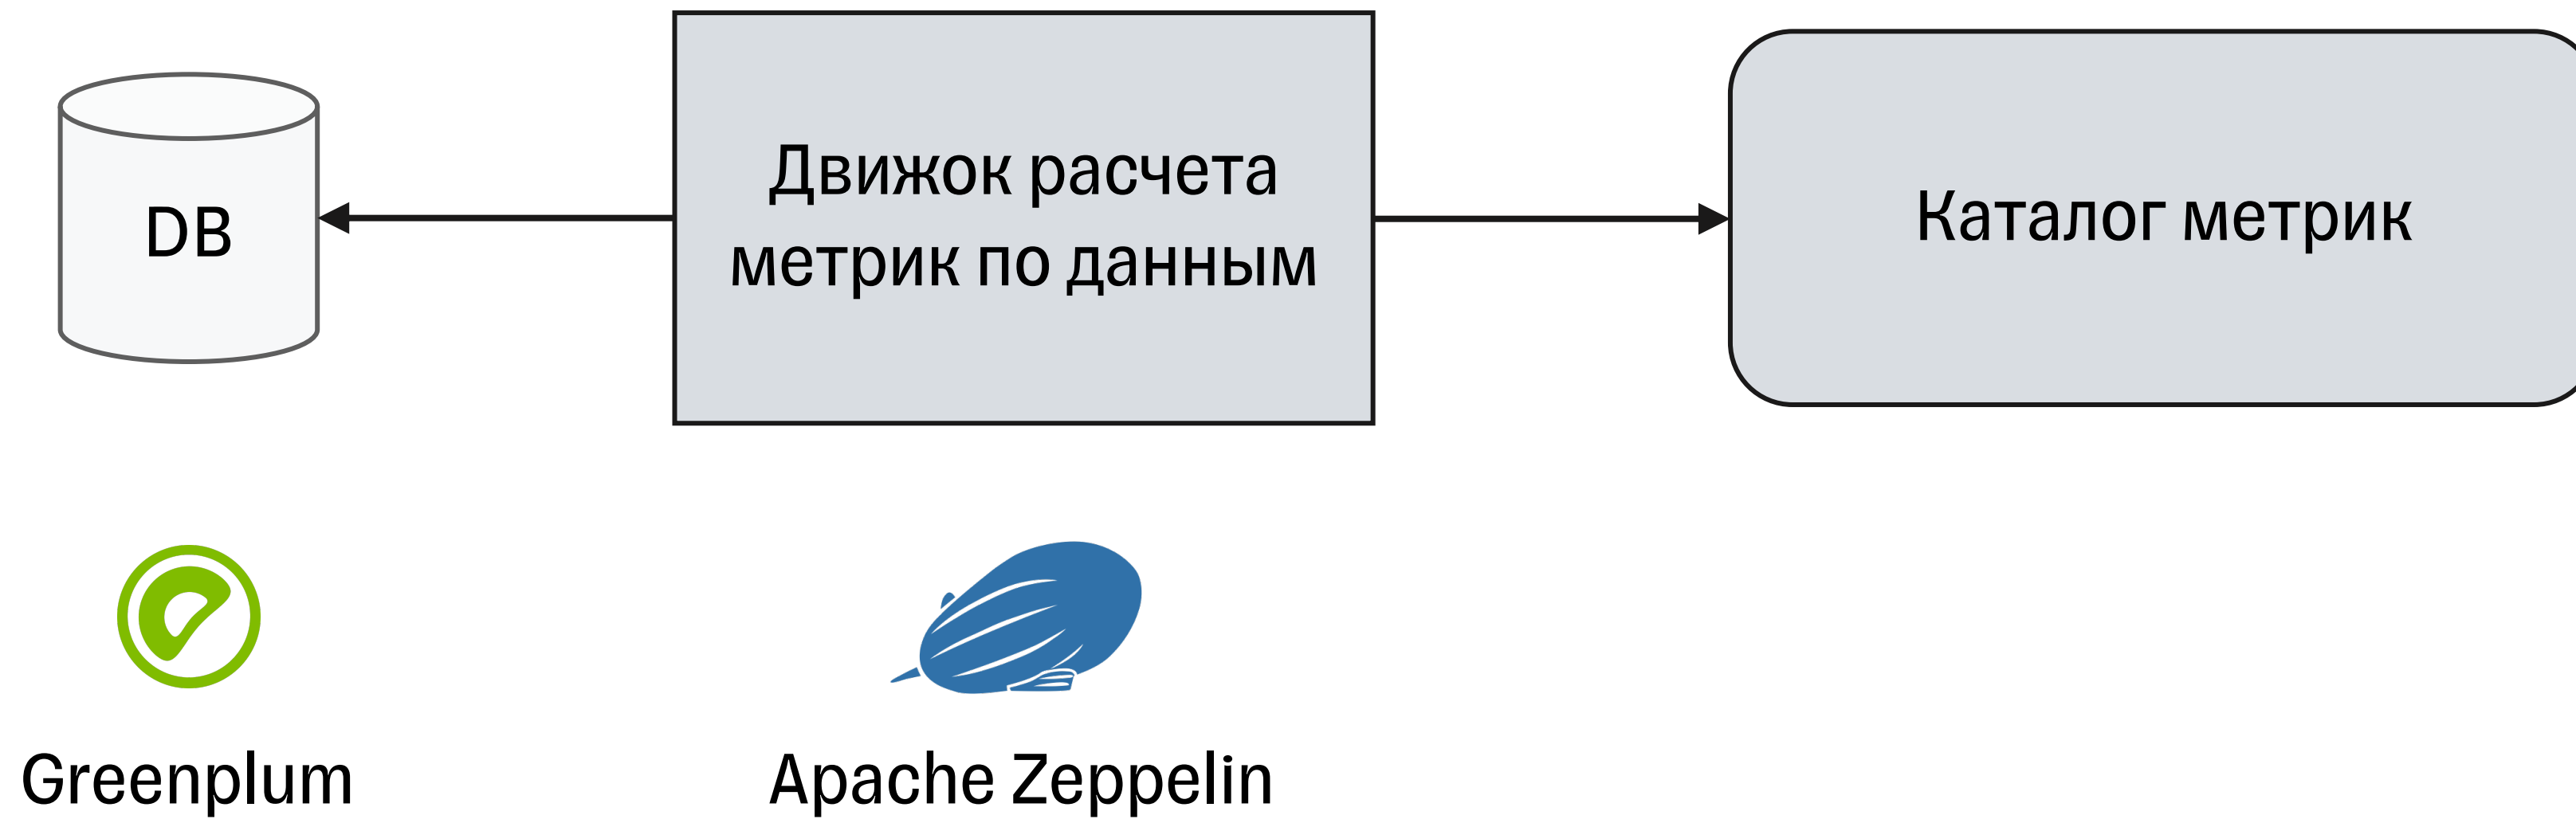 DB
Движок расчета
метрик по данным
Каталог метрик
Greenplum
Apache Zeppelin